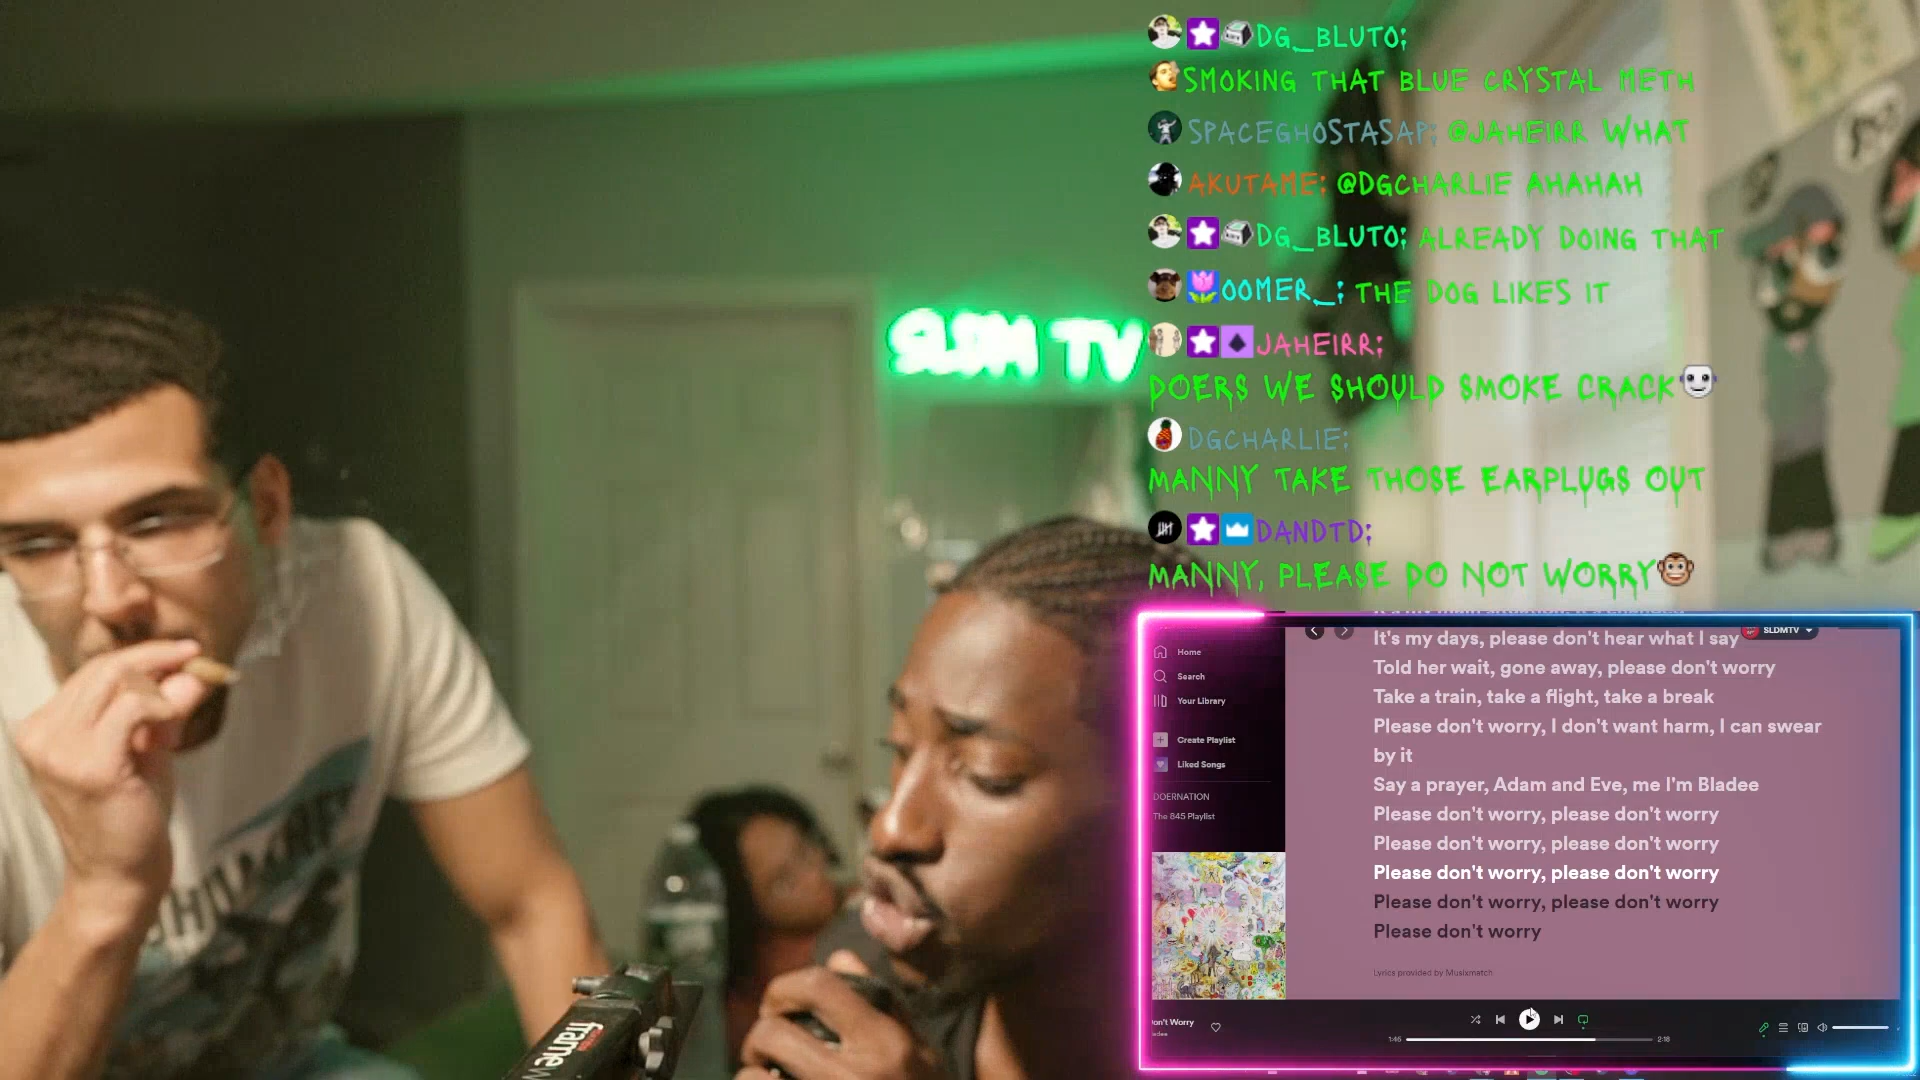 DG_BLUTO:
SMOKING THAT BLUE CRYSTAL METH
SPACEGHOSTASAP: @JAHEIRR WHAT
AKUTAME: @DGCHARLIE AHAHAH
DG_BLUTO: ALREADY DOING THAT
OOMER_: THE DOG LIKES IT
JAHEIRR:
DOERS WE SHOULD SMOKE CRACK
DGCHARLIE:
MANNY TAKE THOSE EARPLUGS OUT
DANDTD:
MANNY, PLEASE DO NOT WORRY
SLDM TV
It's my days, please don't hear what I say
SLDMTV
Told her wait, gone away, please don't worry
Take a train, take a flight, take a break
Please don't worry, I don't want harm, I can swear
by it
Say a prayer, Adam and Eve, me I'm Bladee
Please don't worry, please don't worry
Please don't worry, please don't worry
Please don't worry, please don't worry
Please don't worry, please don't worry
Please don't worry
Lyrics provided by Musixmatch
Home
Search
Your Library
Create Playlist
Liked Songs
DOERNATION
The 845 Playlist
on't Worry
1:46
2:18
frame